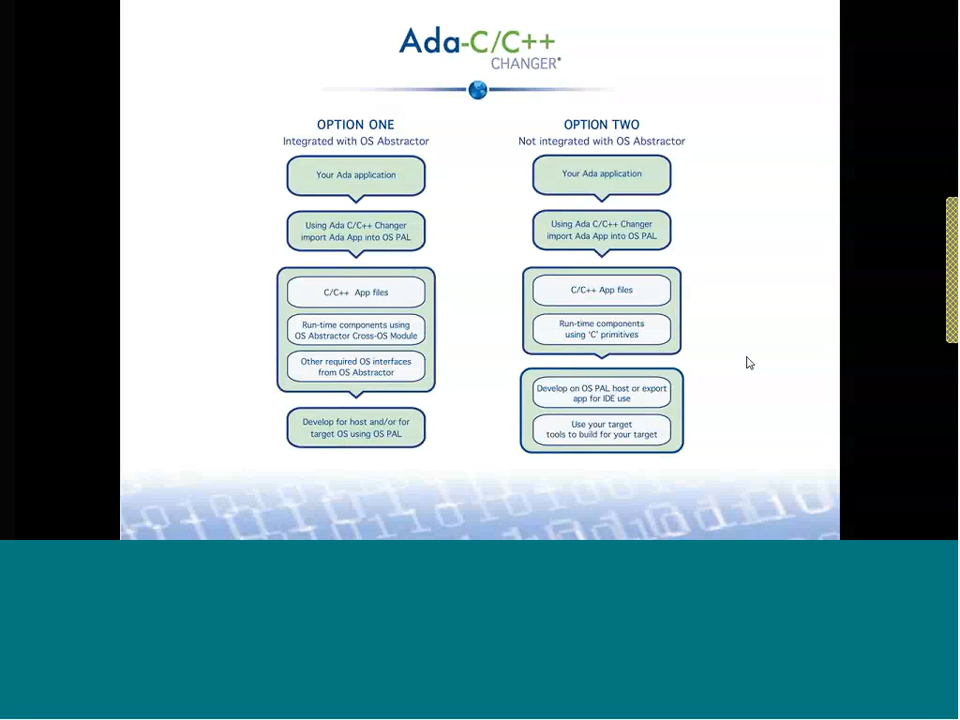 Ada-C/C++
CHANGER*
OPTION ONE
Integrated with OS Abstractor
Your Ada application
Using Ada C/C++ Changer
import Ada App into OS PAL
C/C++ App files
Run-time components using
OS Abstractor Cross-OS Module
Other required OS interfaces
from OS Abstractor
Develop for host and/or for
target OS using OS PAL
OPTION TWO
Not integrated with OS Abstractor
Your Ada application
Using Ada C/C++ Changer
import Ada App into OS PAL
C/C++ App files
Run-time components
using 'C' primitives
Develop on OS PAL host or export
app for IDE use
Use your target
tools to build for your target